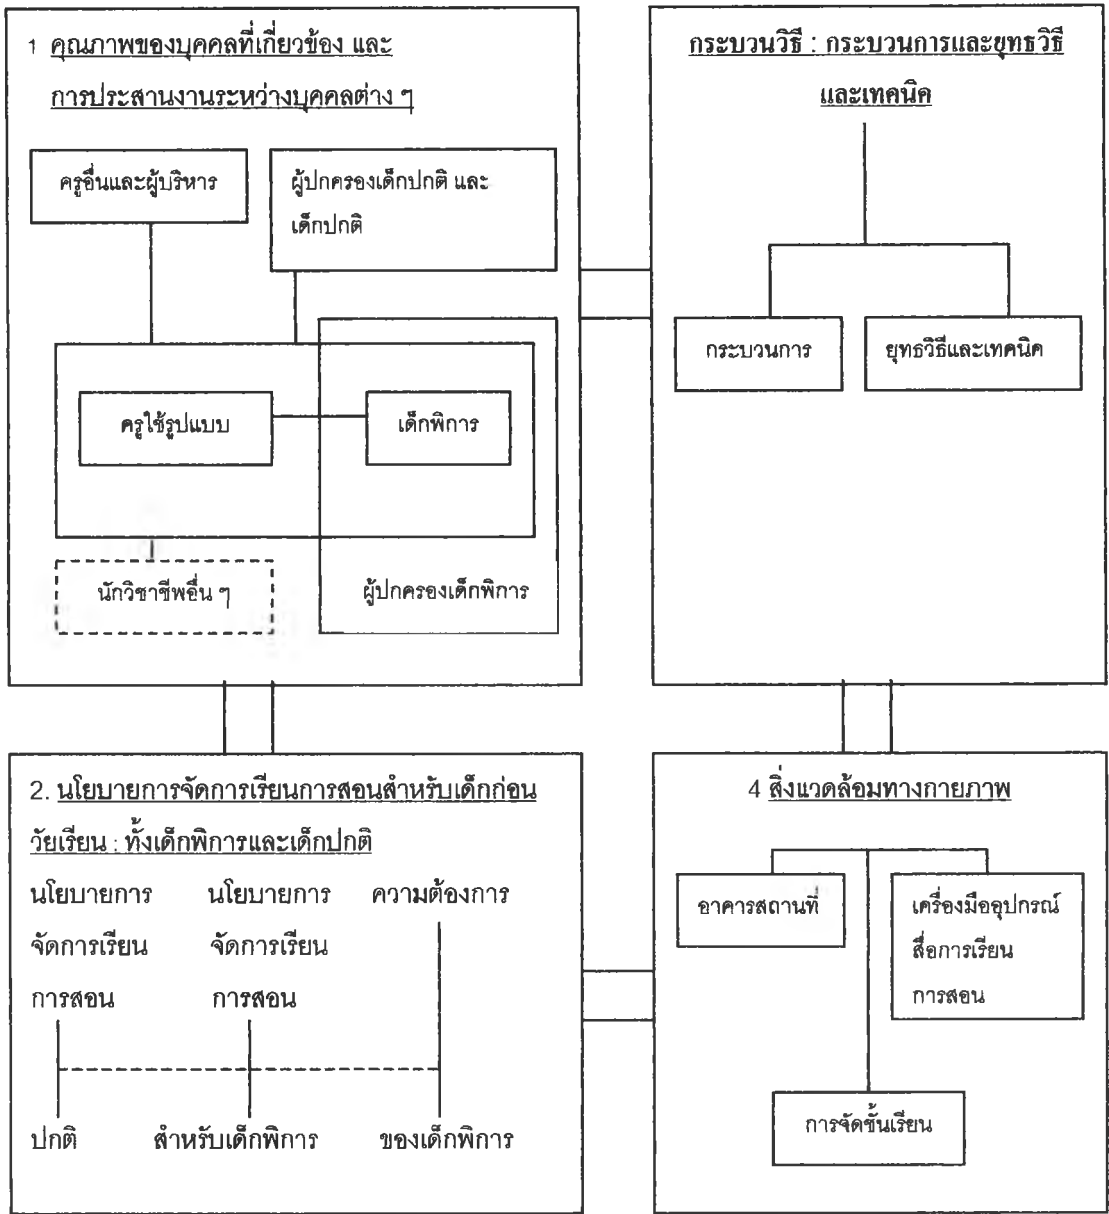 1 คุณภาพของบุคคลที่เกี่ยวข้อง และ
การประสานงานระหว่างบุคคลต่าง ๆ
ครูอื่นและผู้บริหาร
ผู้ปกครองเด็กปกติ และ
เด็กปกติ
ครูใช้รูปแบบ
เด็กพิการ
นักวิชาชีพอื่น ๆ
ผู้ปกครองเด็กพิการ
กระบวนวิธี : กระบวนการและยุทธวิธี
และเทคนิค
กระบวนการ
ยุทธวิธีและเทคนิค
2. นโยบายการจัดการเรียนการสอนสำหรับเด็กก่อน
วัยเรียน : ทั้งเด็กพิการและเด็กปกติ
นโยบายการ
จัดการเรียน
การสอน
ปกติ
นโยบายการ
จัดการเรียน
การสอน
สำหรับเด็กพิการ
ความต้องการ
ของเด็กพิการ
4 สิ่งแวดล้อมทางกายภาพ
อาคารสถานที่
เครื่องมืออุปกรณ์
สื่อการเรียน
การสอน
การจัดชั้นเรียน